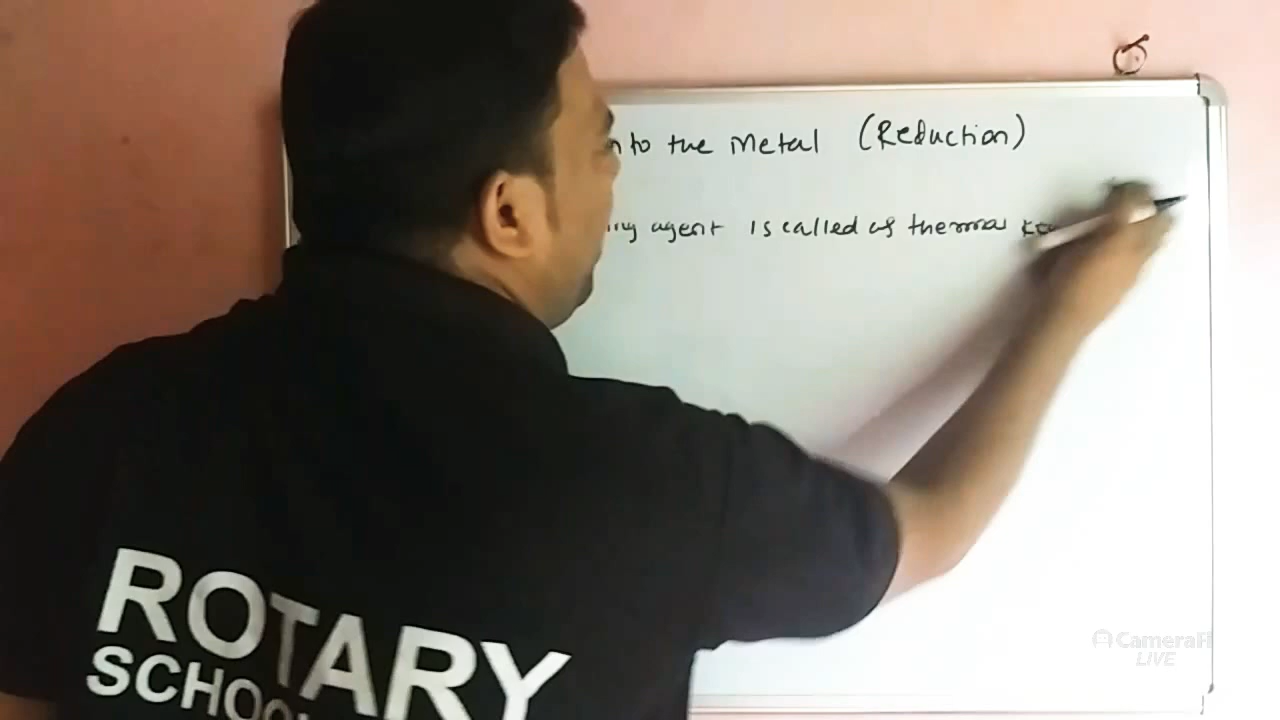 to the Metal (Reduction)
agent is called as thermal
ROTARY
SCHOOL
CameraFi
LiVE